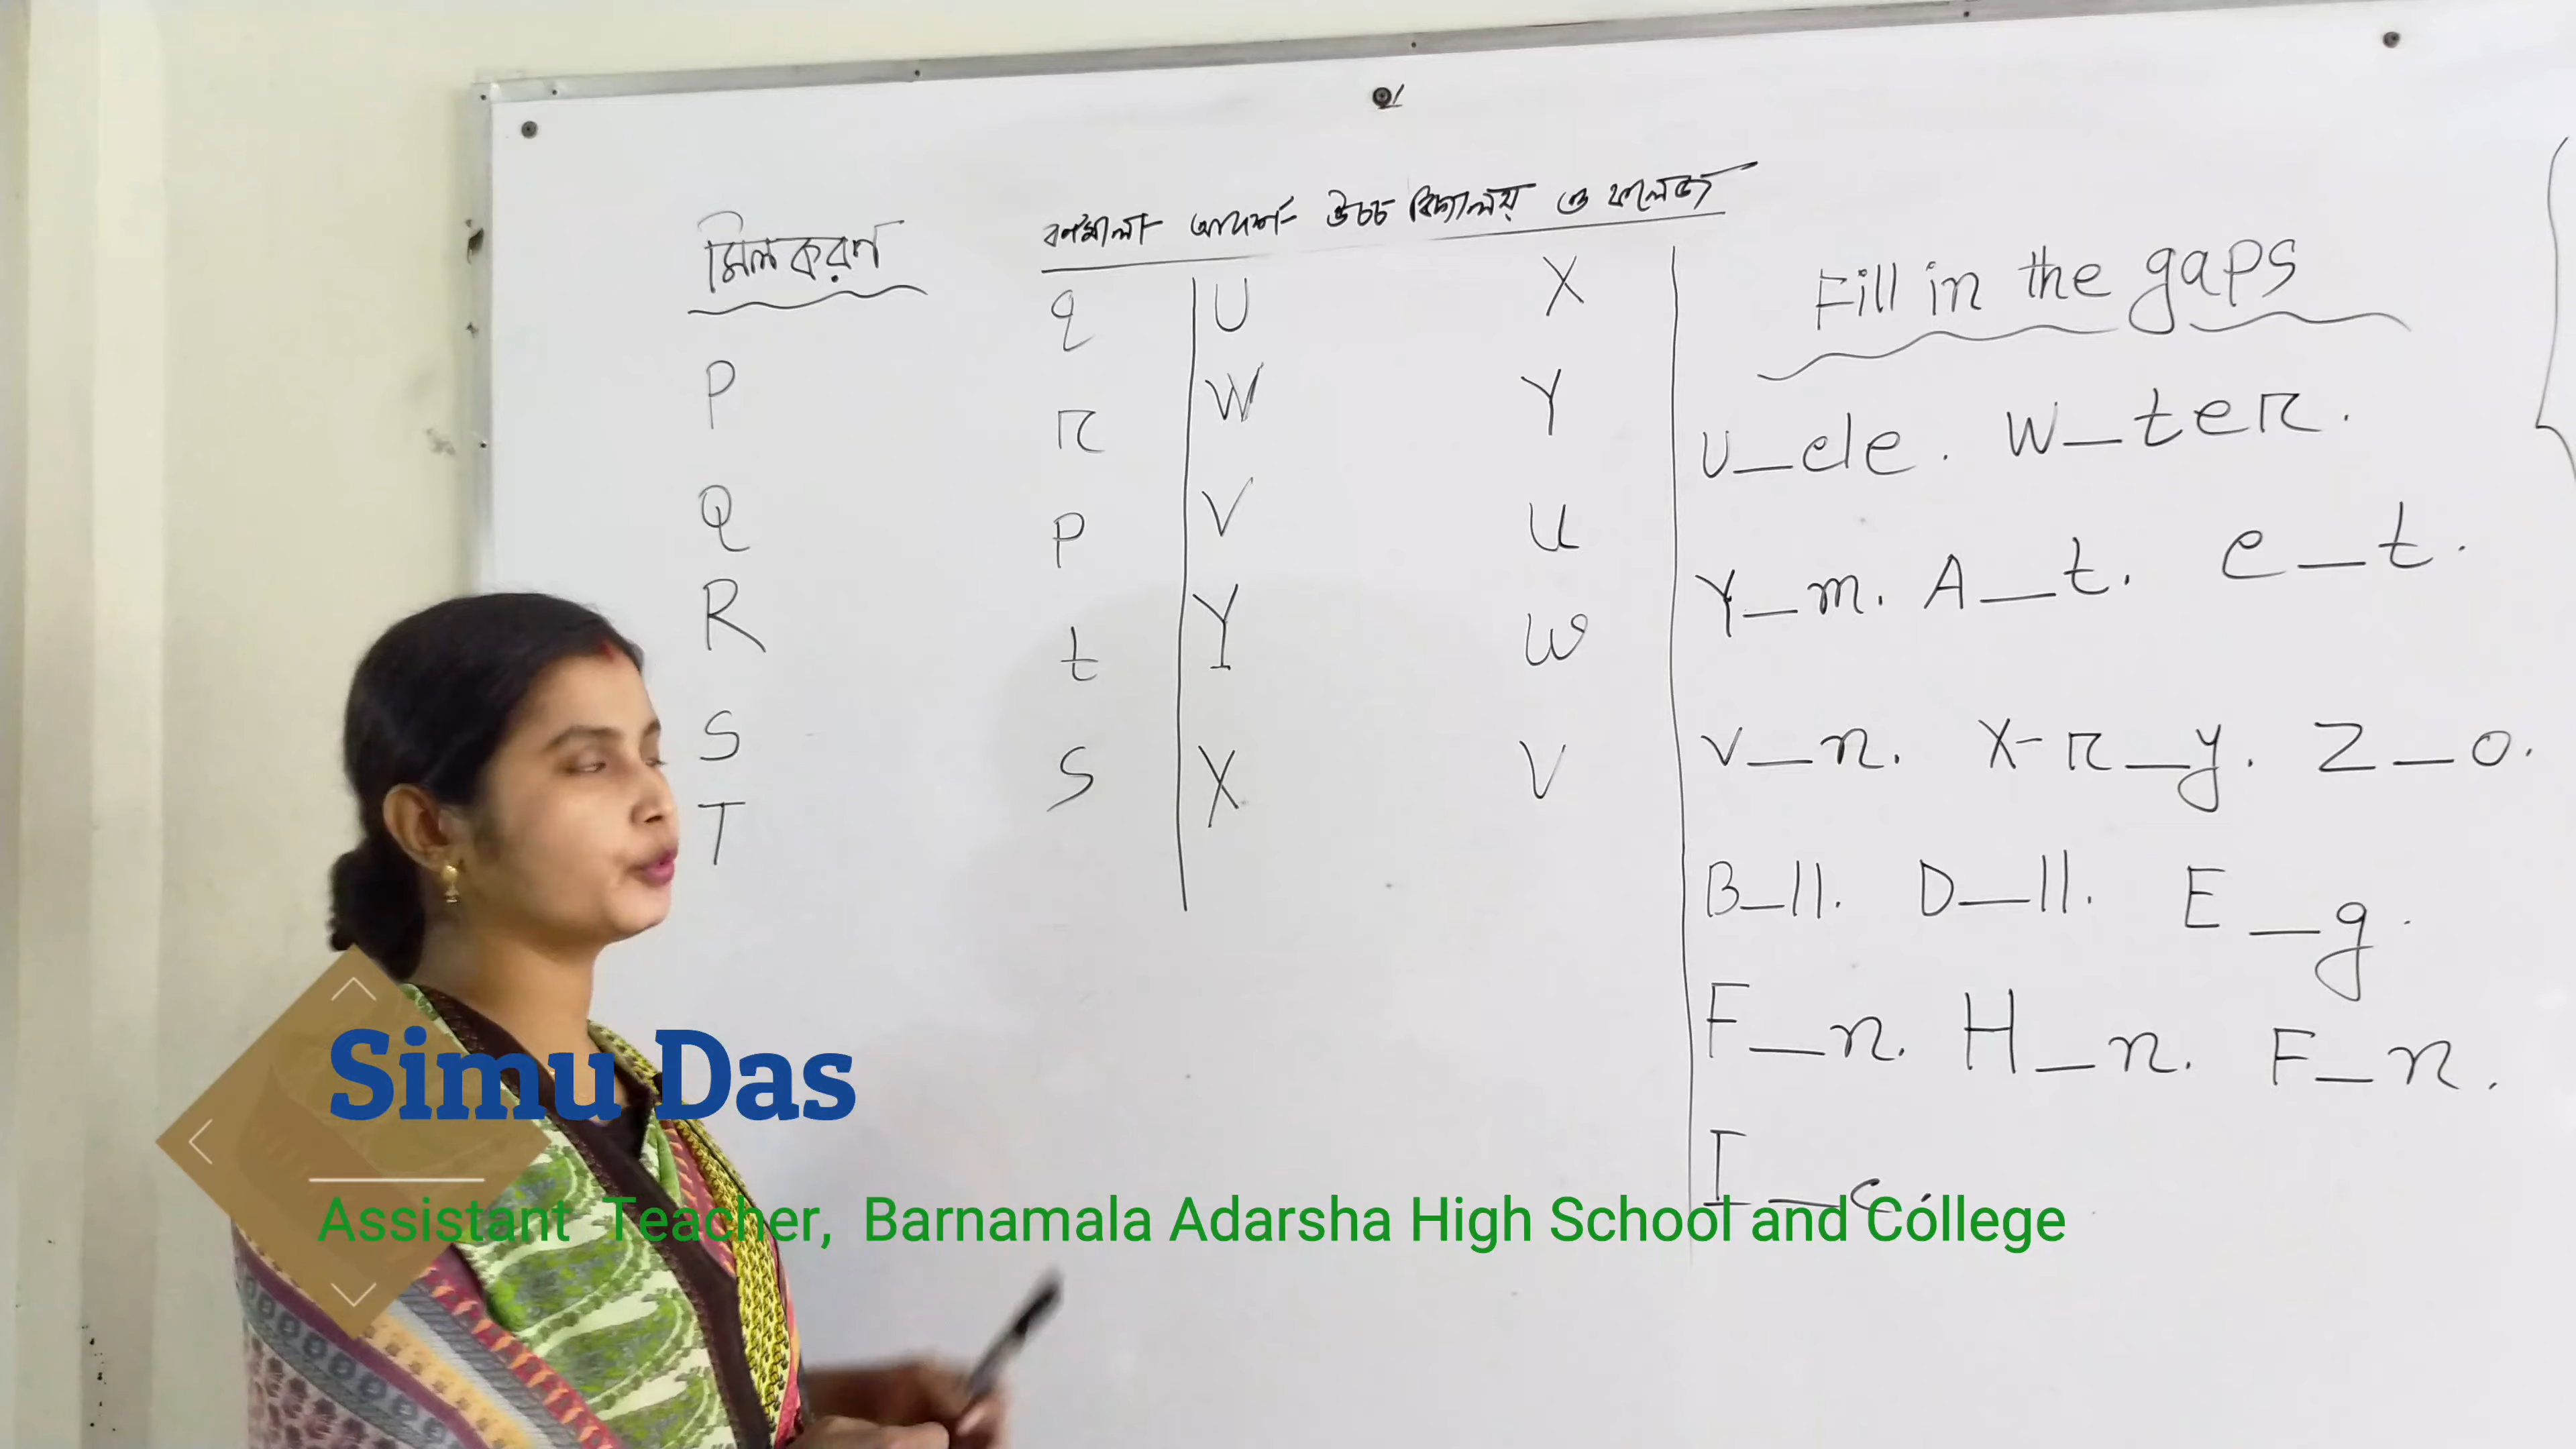 বর্ণমালা আদর্শ উচ্চ বিদ্যালয় ও কলেজ
মিলকরণ
P
Q
R
S
T
q
r
p
t
s
U
W
V
Y
X
X
Y
u
w
V
Fill in the gaps
U_cle. W_ter.
Y_m. A_t. e_t.
V_n. X-r_y. Z_o.
B_ll. D_ll. E_g.
F_n. H_n. F_n.
I_c.
Simu Das
Assistant Teacher, Barnamala Adarsha High School and College